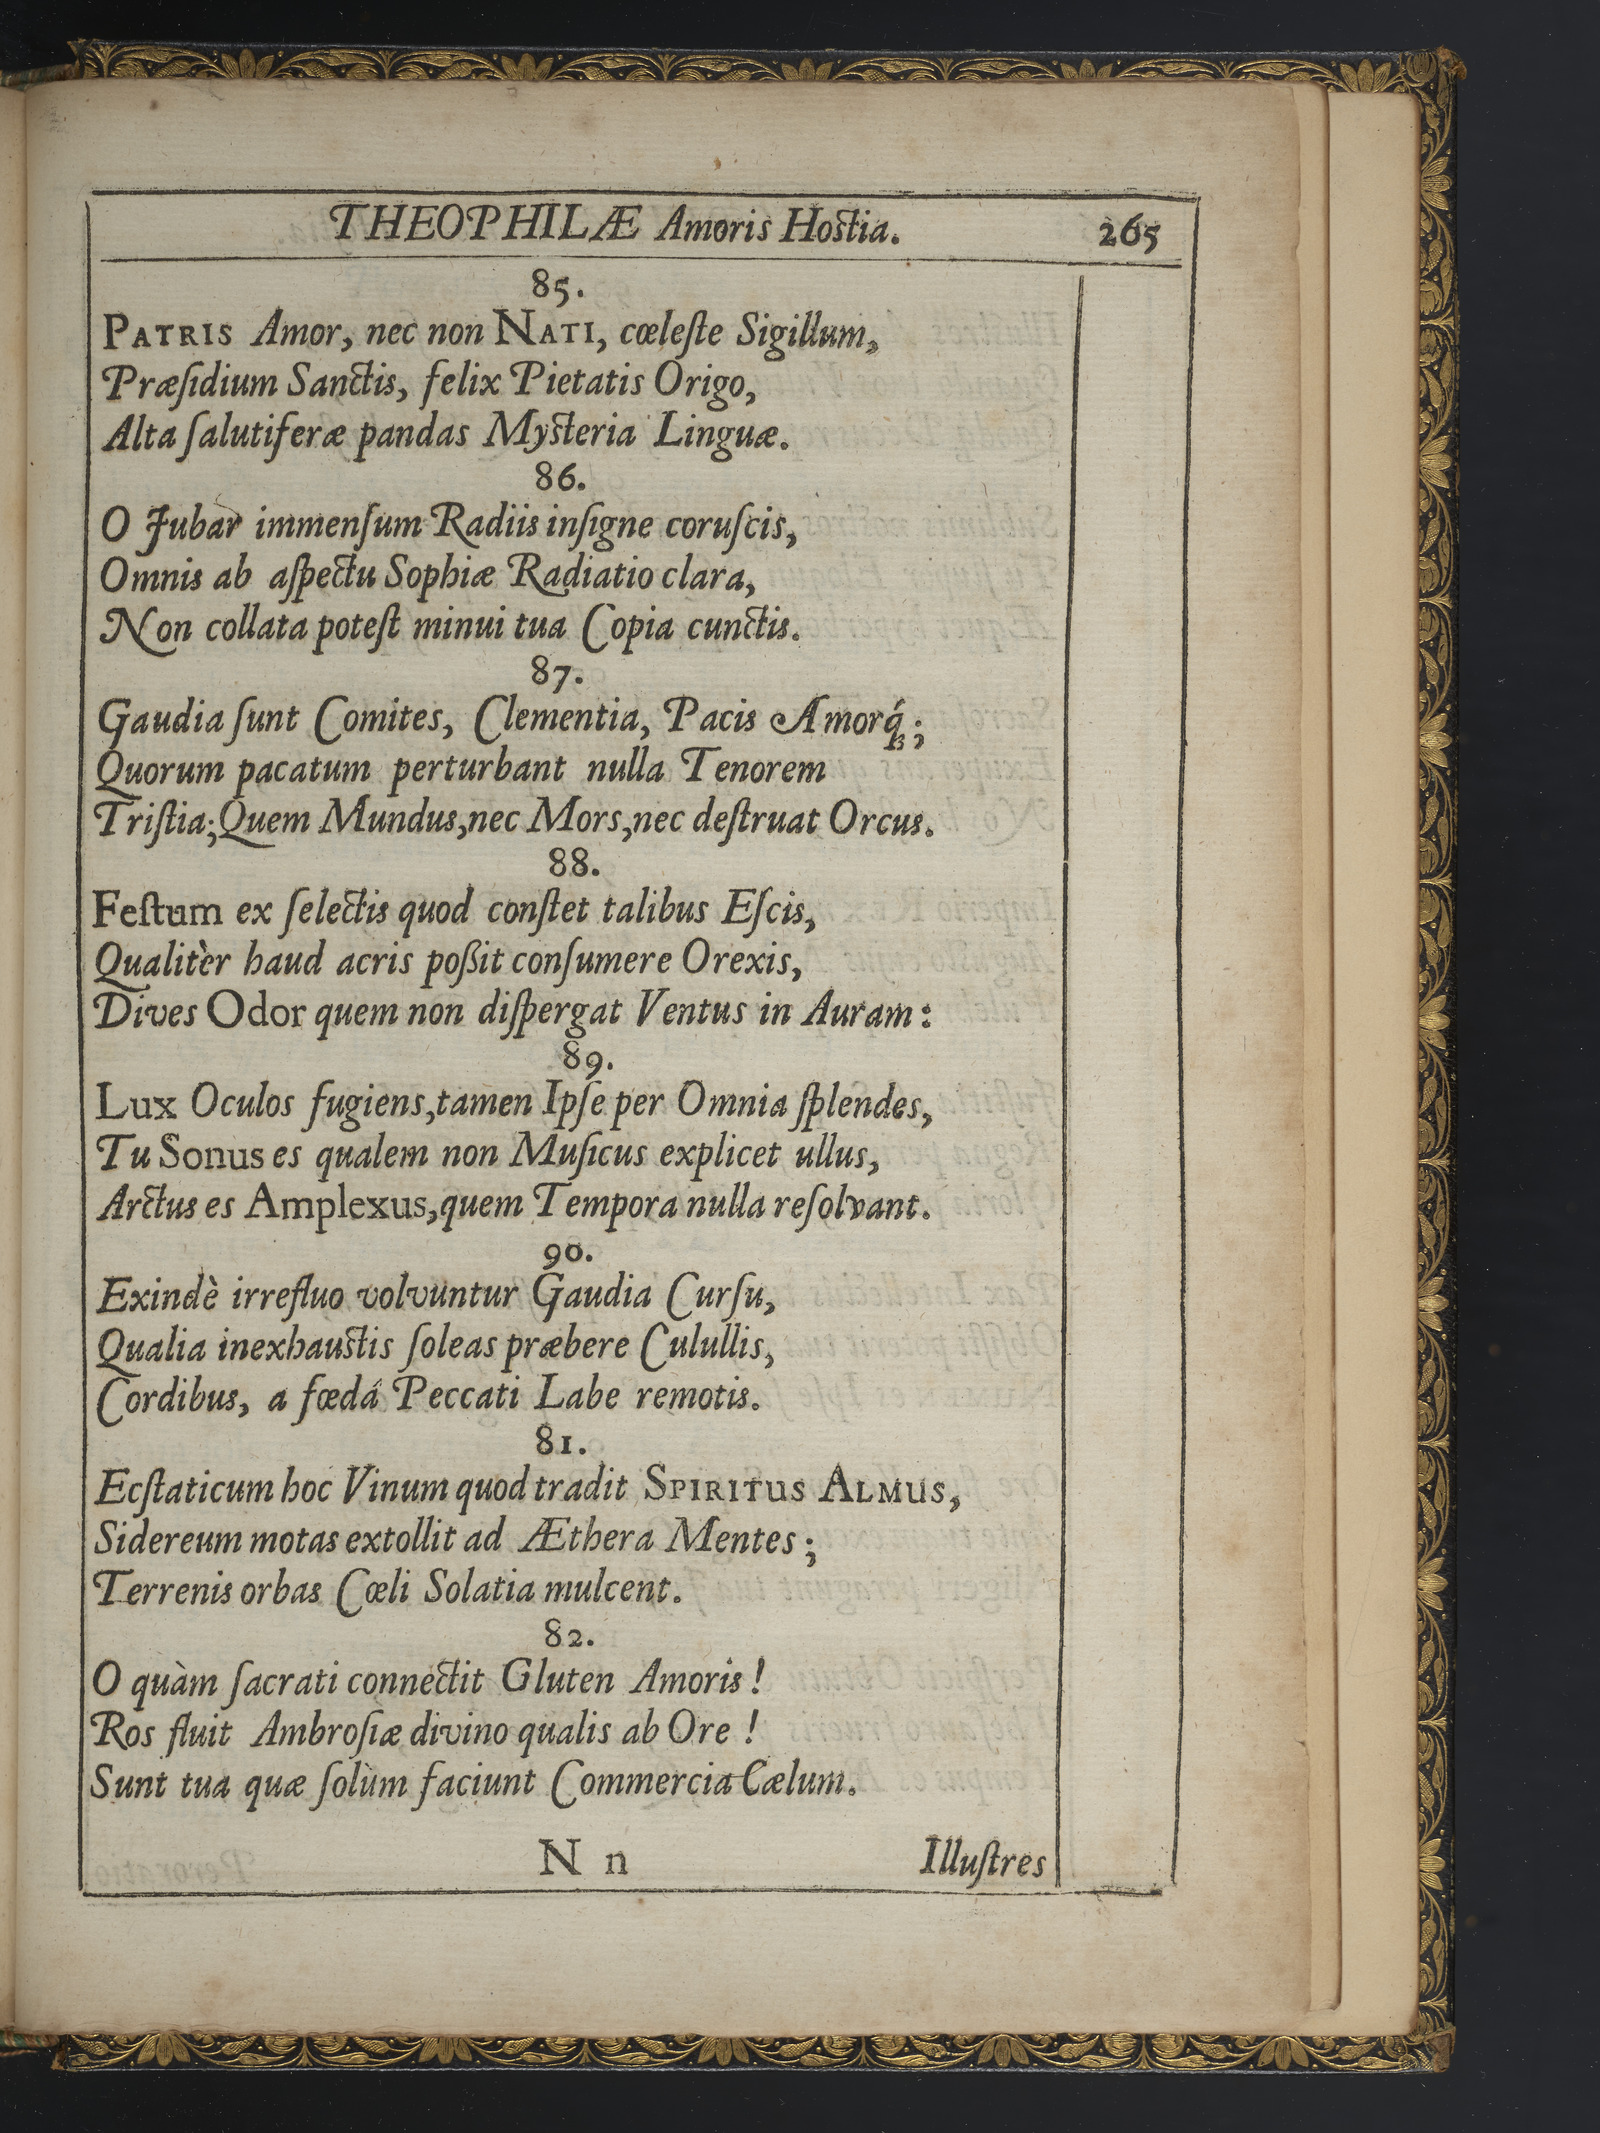 THEOPHILÆ Amoris Hostia. 265
85.
PATRIS Amor, nec non NATI, cœleſte Sigillum,
Præſidium Sanctis, felix Pietatis Origo,
Alta ſalutiferæ pandas Mysteria Linguæ.
86.
O Jubar immenſum Radiis inſigne coruſcis,
Omnis ab aſpectu Sophiæ Radiatio clara,
Non collata poteſt minui tua Copia cunctis.
87.
Gaudia ſunt Comites, Clementia, Pacis Amorq́;
Quorum pacatum perturbant nulla Tenorem
Triſtia; Quem Mundus, nec Mors, nec deſtruat Orcus.
88.
Feſtum ex ſelectis quod conſtet talibus Eſcis,
Qualitèr haud acris poßit conſumere Orexis,
Dives Odor quem non diſpergat Ventus in Auram:
89.
Lux Oculos fugiens, tamen Ipſe per Omnia ſplendes,
Tu Sonus es qualem non Muſicus explicet ullus,
Arctus es Amplexus, quem Tempora nulla reſolvant.
90.
Exindè irrefluo volvuntur Gaudia Curſu,
Qualia inexhaustis ſoleas præbere Culullis,
Cordibus, a fœdâ Peccati Labe remotis.
81.
Ecſtaticum hoc Vinum quod tradit SPIRITUS ALMUS,
Sidereum motas extollit ad Æthera Mentes;
Terrenis orbas Cœli Solatia mulcent.
82.
O quàm ſacrati connectit Gluten Amoris!
Ros fluit Ambroſiæ divino qualis ab Ore!
Sunt tua quæ ſolùm faciunt Commercia Cælum.
N n Illuſtres